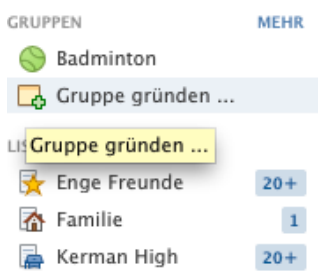 GRUPPEN MEHR
Badminton
Gruppe gründen ...
Gruppe gründen ...
Enge Freunde 20+
Familie 1
Kerman High 20+